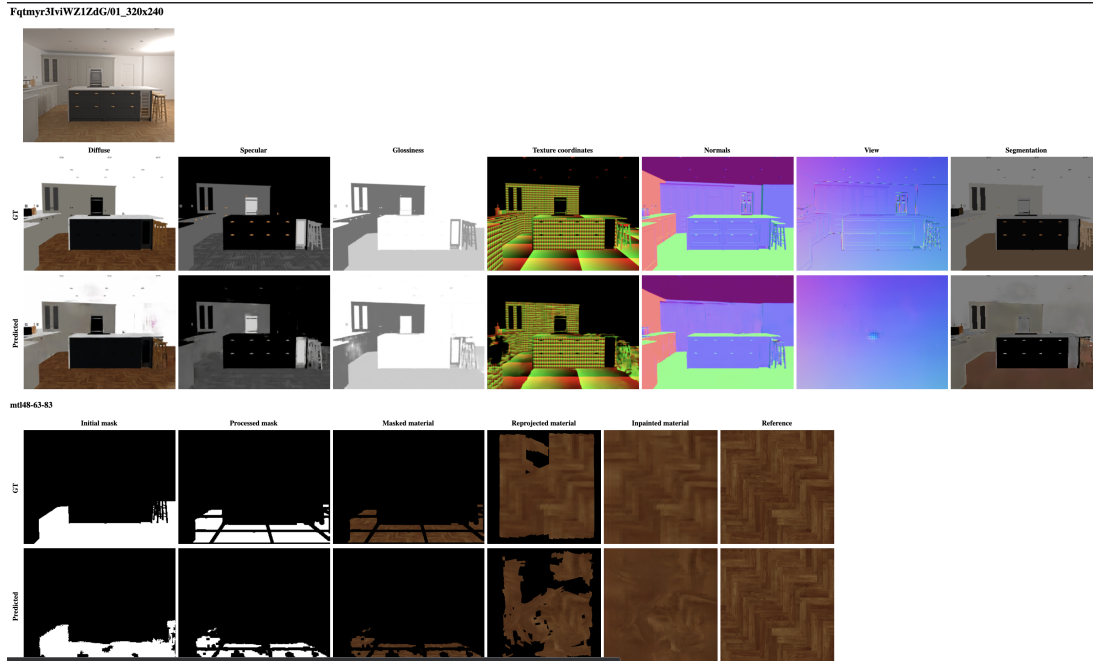 Fqtmyr3IviWZ1ZdG/01_320x240
Diffuse Specular Glossiness Texture coordinates Normals View Segmentation
GT
Predicted
mtl48-63-83
Initial mask Processed mask Masked material Reprojected material Inpainted material Reference
GT
Predicted